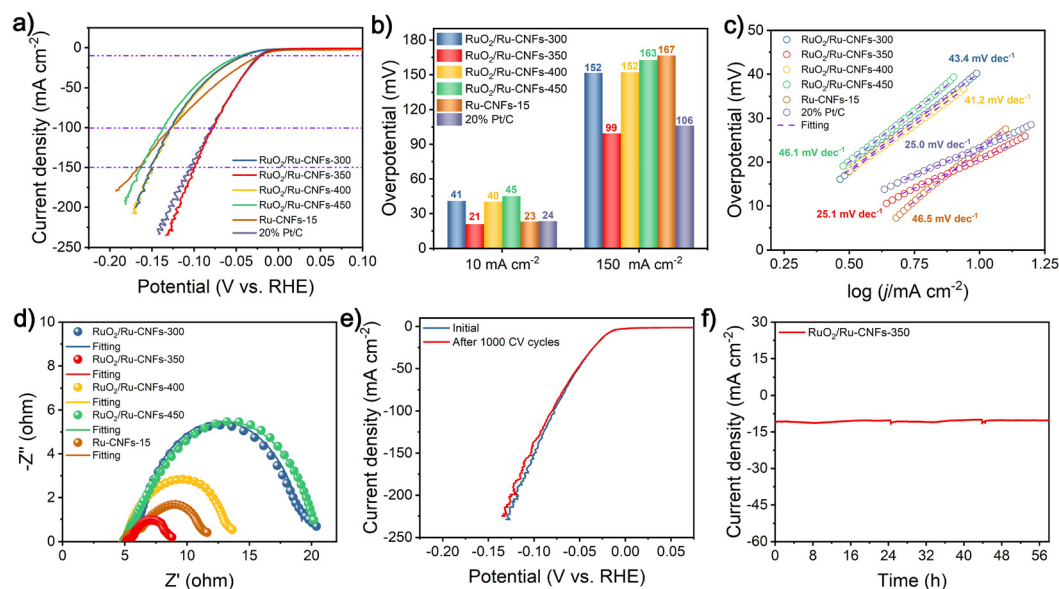 a)
Current density (mA cm⁻²)
0
-50
-100
-150
-200
-250
RuO₂/Ru-CNFs-300
RuO₂/Ru-CNFs-350
RuO₂/Ru-CNFs-400
RuO₂/Ru-CNFs-450
Ru-CNFs-15
20% Pt/C
-0.20 -0.15 -0.10 -0.05 0.00 0.05 0.10
Potential (V vs. RHE)
b)
Overpotential (mV)
180
150
120
90
60
30
0
RuO₂/Ru-CNFs-300
RuO₂/Ru-CNFs-350
RuO₂/Ru-CNFs-400
RuO₂/Ru-CNFs-450
Ru-CNFs-15
20% Pt/C
41 21 40 45 23 24
152 99 152 163 167 106
10 mA cm⁻² 150 mA cm⁻²
c)
Overpotential (mV)
50
40
30
20
10
0
RuO₂/Ru-CNFs-300
RuO₂/Ru-CNFs-350
RuO₂/Ru-CNFs-400
RuO₂/Ru-CNFs-450
Ru-CNFs-15
20% Pt/C
Fitting
43.4 mV dec⁻¹
41.2 mV dec⁻¹
46.1 mV dec⁻¹
25.0 mV dec⁻¹
25.1 mV dec⁻¹
46.5 mV dec⁻¹
0.25 0.50 0.75 1.00 1.25
log (j/mA cm⁻²)
d)
-Z'' (ohm)
10
8
6
4
2
0
RuO₂/Ru-CNFs-300
Fitting
RuO₂/Ru-CNFs-350
Fitting
RuO₂/Ru-CNFs-400
Fitting
RuO₂/Ru-CNFs-450
Fitting
Ru-CNFs-15
Fitting
0 5 10 15 20
Z' (ohm)
e)
Current density (mA cm⁻²)
0
-50
-100
-150
-200
-250
Initial
After 1000 CV cycles
-0.20 -0.15 -0.10 -0.05 0.00 0.05
Potential (V vs. RHE)
f)
Current density (mA cm⁻²)
30
15
0
-15
-30
-45
-60
RuO₂/Ru-CNFs-350
0 8 16 24 32 40 48 56
Time (h)